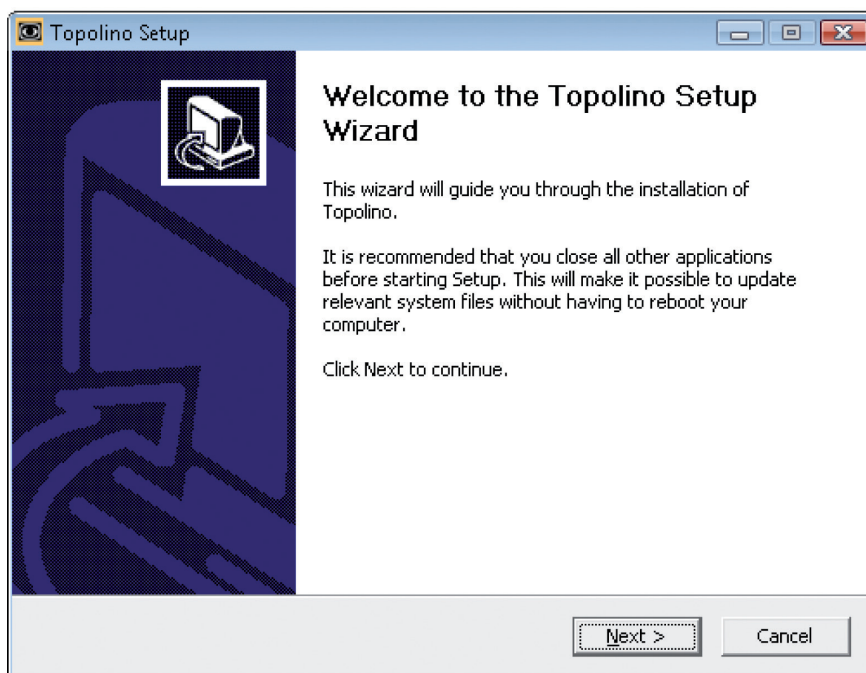 Topolino Setup
Welcome to the Topolino Setup
Wizard
This wizard will guide you through the installation of
Topolino.
It is recommended that you close all other applications
before starting Setup. This will make it possible to update
relevant system files without having to reboot your
computer.
Click Next to continue.
Next >
Cancel